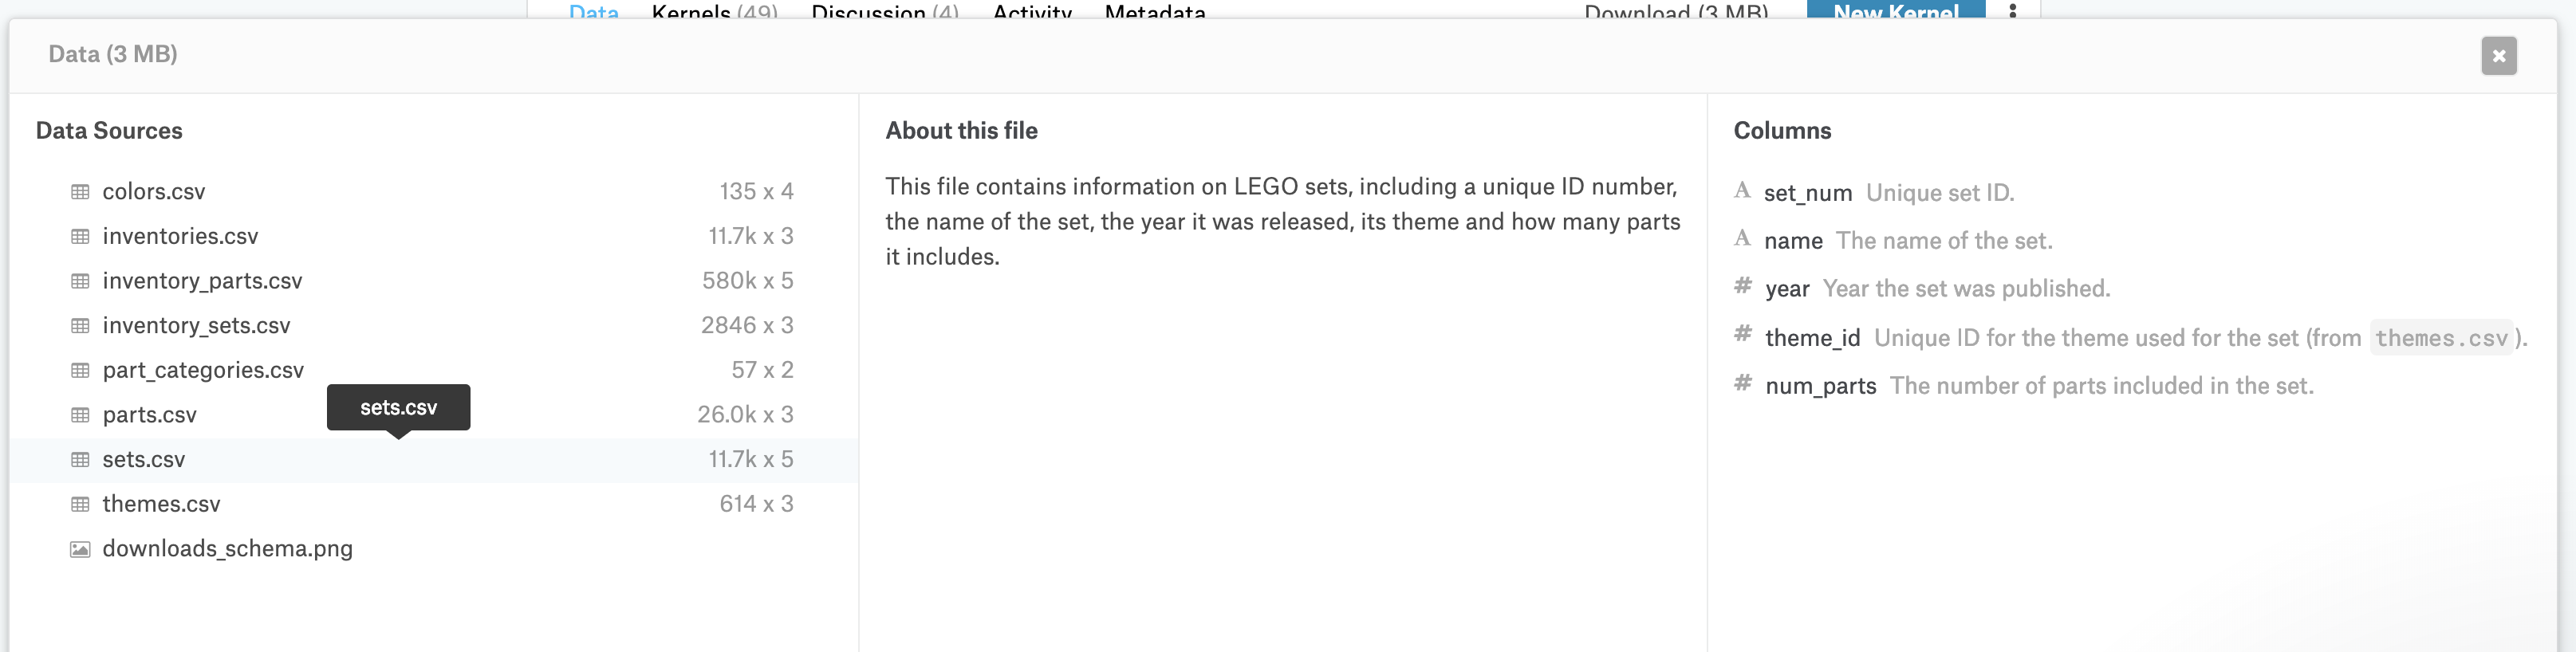 Data Kernels (49) Discussion (4) Activity Metadata Download (3 MB) New Kernel
Data (3 MB)
Data Sources
colors.csv 135 x 4
inventories.csv 11.7k x 3
inventory_parts.csv 580k x 5
inventory_sets.csv 2846 x 3
part_categories.csv 57 x 2
parts.csv 26.0k x 3
sets.csv
sets.csv 11.7k x 5
themes.csv 614 x 3
downloads_schema.png
About this file
This file contains information on LEGO sets, including a unique ID number,
the name of the set, the year it was released, its theme and how many parts
it includes.
Columns
A set_num Unique set ID.
A name The name of the set.
# year Year the set was published.
# theme_id Unique ID for the theme used for the set (from themes.csv).
# num_parts The number of parts included in the set.